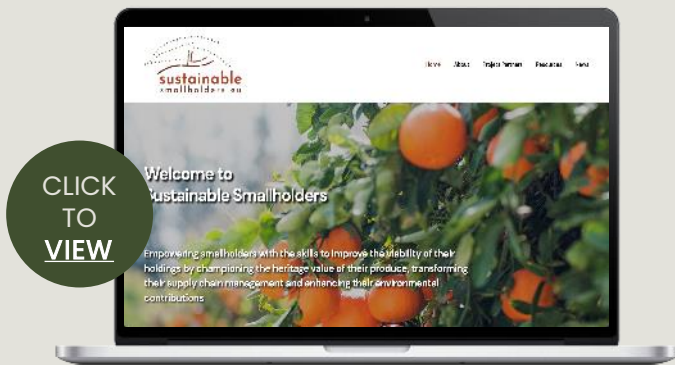 sustainable
smallholders eu
Home About Project Partners Resources News
Welcome to
Sustainable Smallholders
Empowering smallholders with the skills to improve the viability of their
holdings by championing the heritage value of their produce, transforming
their supply chain management and enhancing their environmental
contributions
CLICK
TO
VIEW